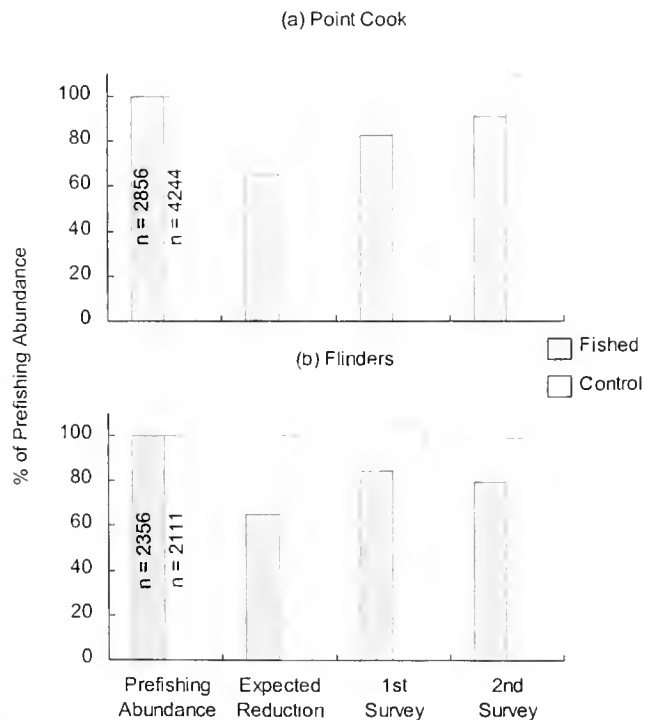 (a) Point Cook
% of Prefishing Abundance
100
80
60
40
20
0
n = 2856
n = 4244
Fished
Control
(b) Flinders
100
80
60
40
20
0
n = 2356
n = 2111
Prefishing Abundance
Expected Reduction
1st Survey
2nd Survey